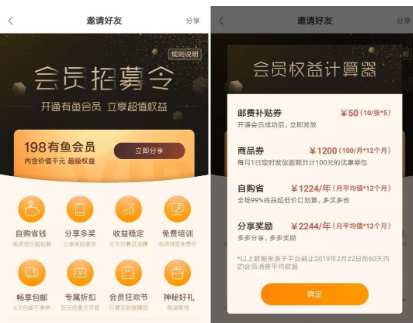 邀请好友
分享
规则说明
会员招募令
开通有鱼会员 立享超值权益
198有鱼会员
内含价值千元 超级权益
立即分享
自购省钱
分享多奖
收益稳定
免费培训
畅享包邮
专属折扣
会员狂欢节
神秘好礼
邀请好友
分享
会员权益计算器
邮费补贴券
¥50(10/张*5)
开通会员成功后，立即发放
商品券
¥1200(100/月*12个月)
每月1日定时发放面额共计100元的优惠券包
自购省
¥1224/年(月平均值*12个月)
全场99%商品超低价口划算，多买多省
分享奖励
¥2244/年(月平均值*12个月)
多多分享，多多奖励
*以上数据来源于平台截止2019年2月22日前60天内
的会员消费平均数据
确定